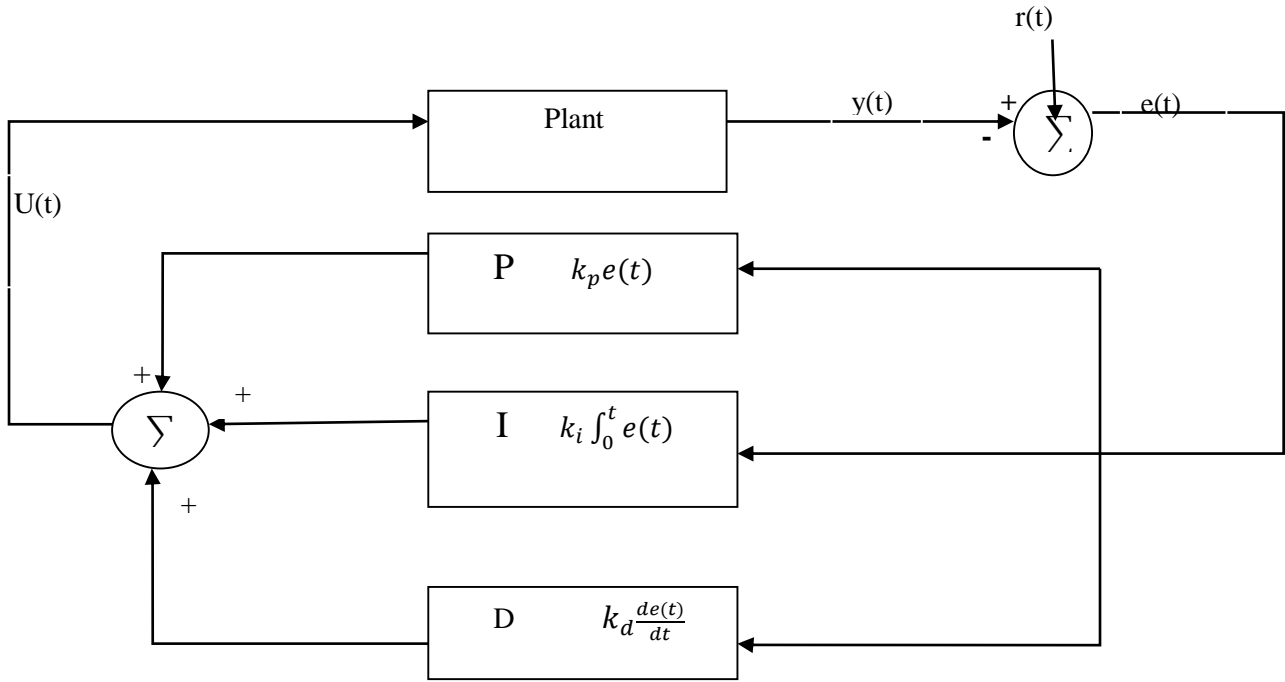 r(t)
Plant
y(t)
+
-
∑
e(t)
U(t)
P k_p e(t)
+
+
∑
I k_i ∫_0^t e(t)
+
D k_d de(t)/dt